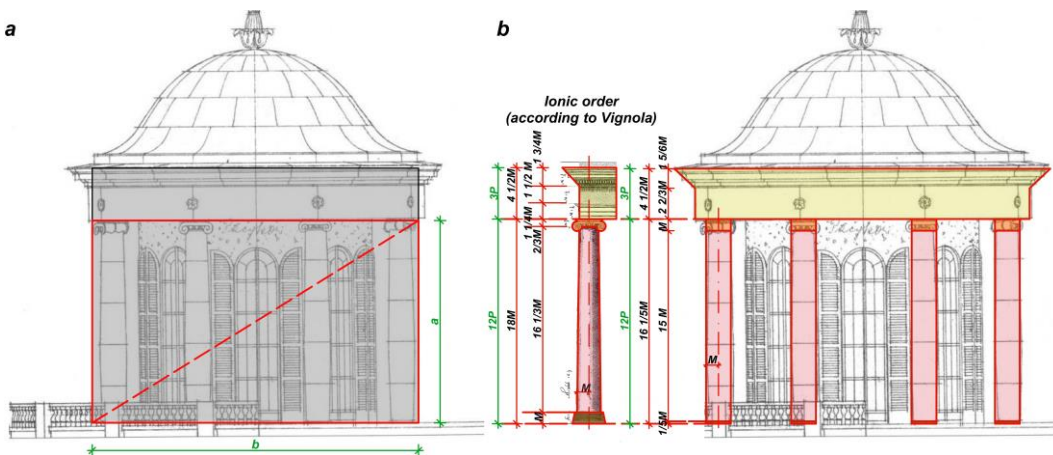 a
b
Ionic order
(according to Vignola)
1 3/4M
3P
4 1/2M
1 1/2 M
1 1/4M
2/3M
12P
18M
16 1/3M
M
M
3P
4 1/2M
1 5/6M
2 2/3M
M
12P
16 1/5M
15 M
1/5M
M
a
b